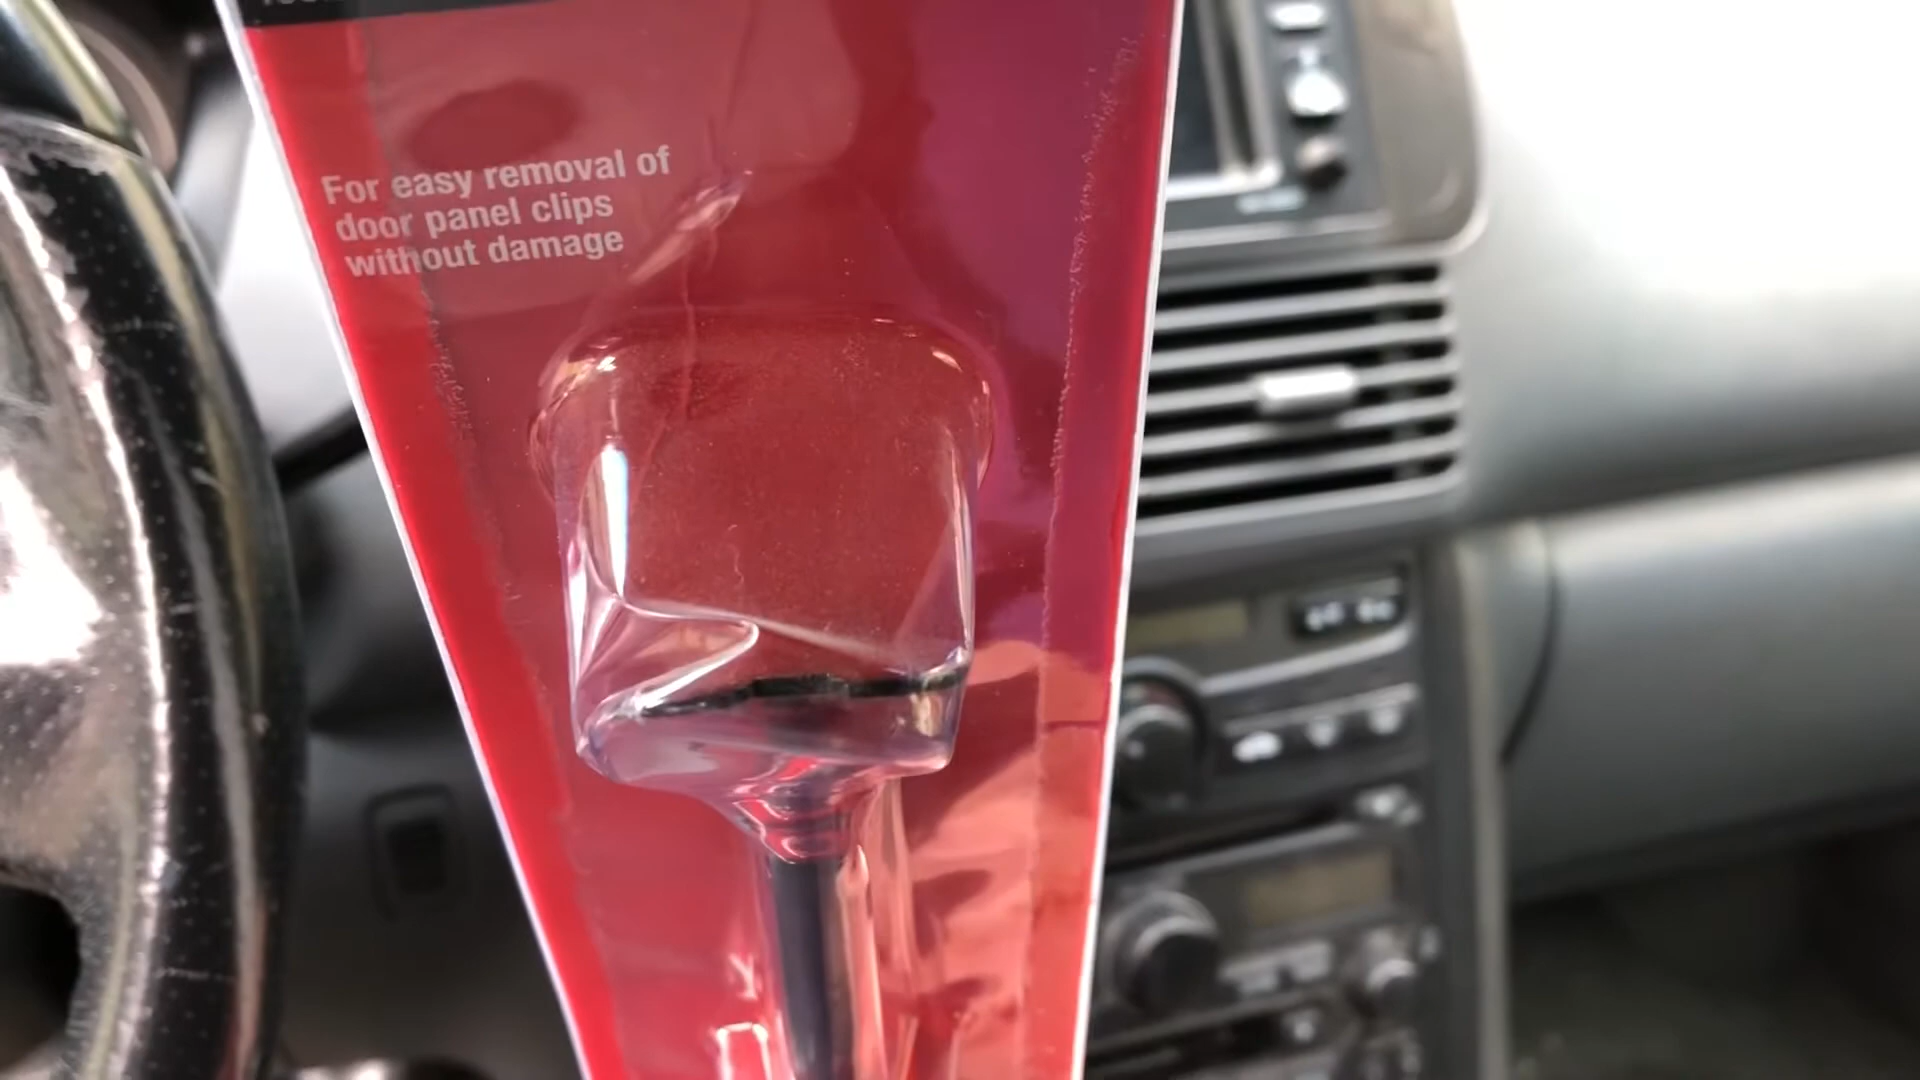 For easy removal of
door panel clips
without damage